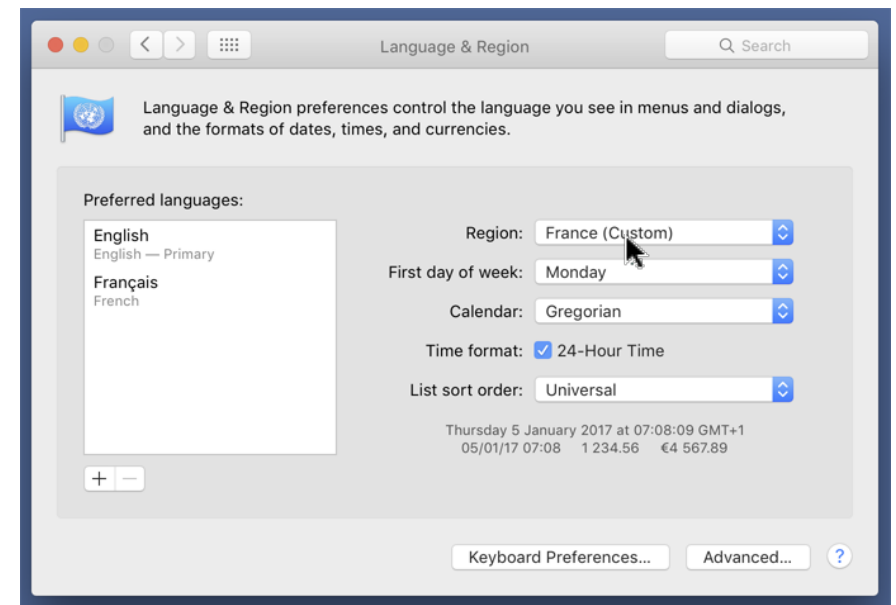 Language & Region
Search
Language & Region preferences control the language you see in menus and dialogs,
and the formats of dates, times, and currencies.
Preferred languages:
English
English — Primary
Français
French
Region: France (Custom)
First day of week: Monday
Calendar: Gregorian
Time format: 24-Hour Time
List sort order: Universal
Thursday 5 January 2017 at 07:08:09 GMT+1
05/01/17 07:08 1 234.56 €4 567.89
+ −
Keyboard Preferences... Advanced... ?